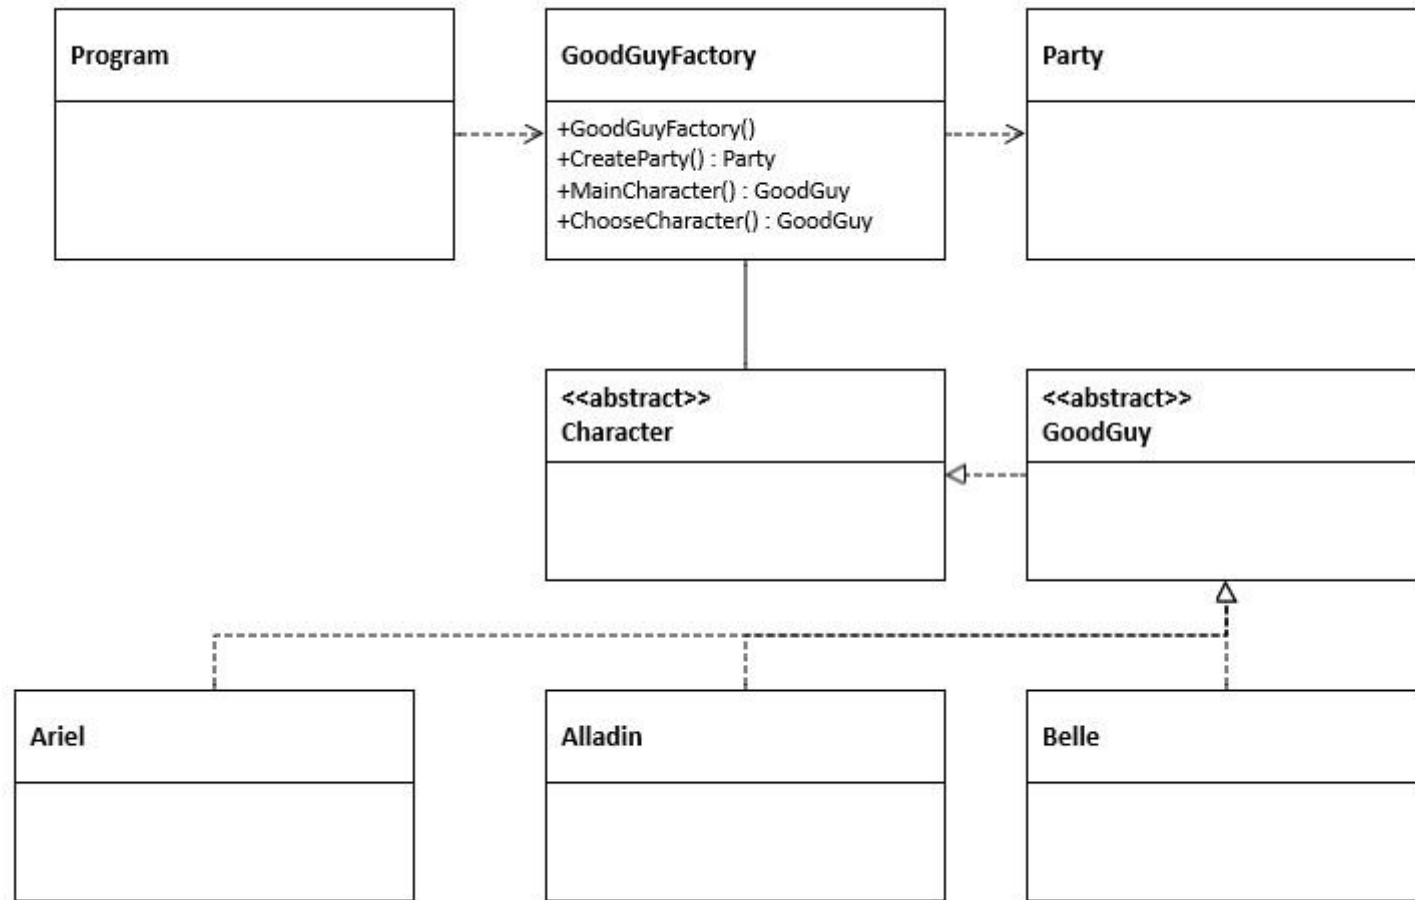 Program
GoodGuyFactory
+GoodGuyFactory()
+CreateParty() : Party
+MainCharacter() : GoodGuy
+ChooseCharacter() : GoodGuy
Party
<<abstract>>
Character
<<abstract>>
GoodGuy
Ariel
Alladin
Belle